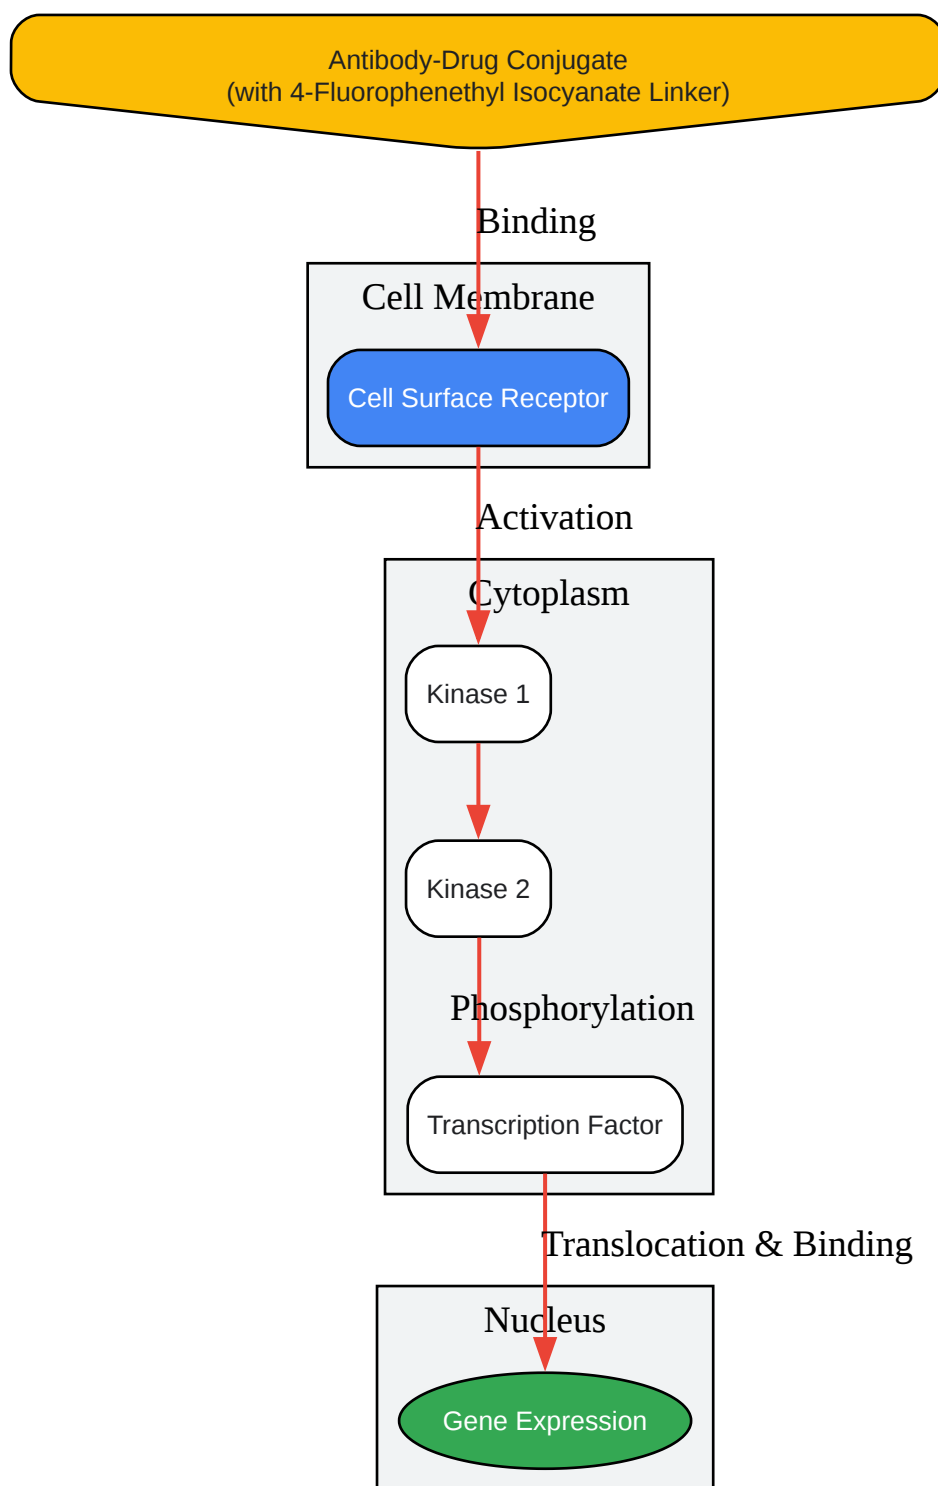 Antibody-Drug Conjugate
(with 4-Fluorophenethyl Isocyanate Linker)
Binding
Cell Membrane
Cell Surface Receptor
Activation
Cytoplasm
Kinase 1
Kinase 2
Phosphorylation
Transcription Factor
Translocation & Binding
Nucleus
Gene Expression